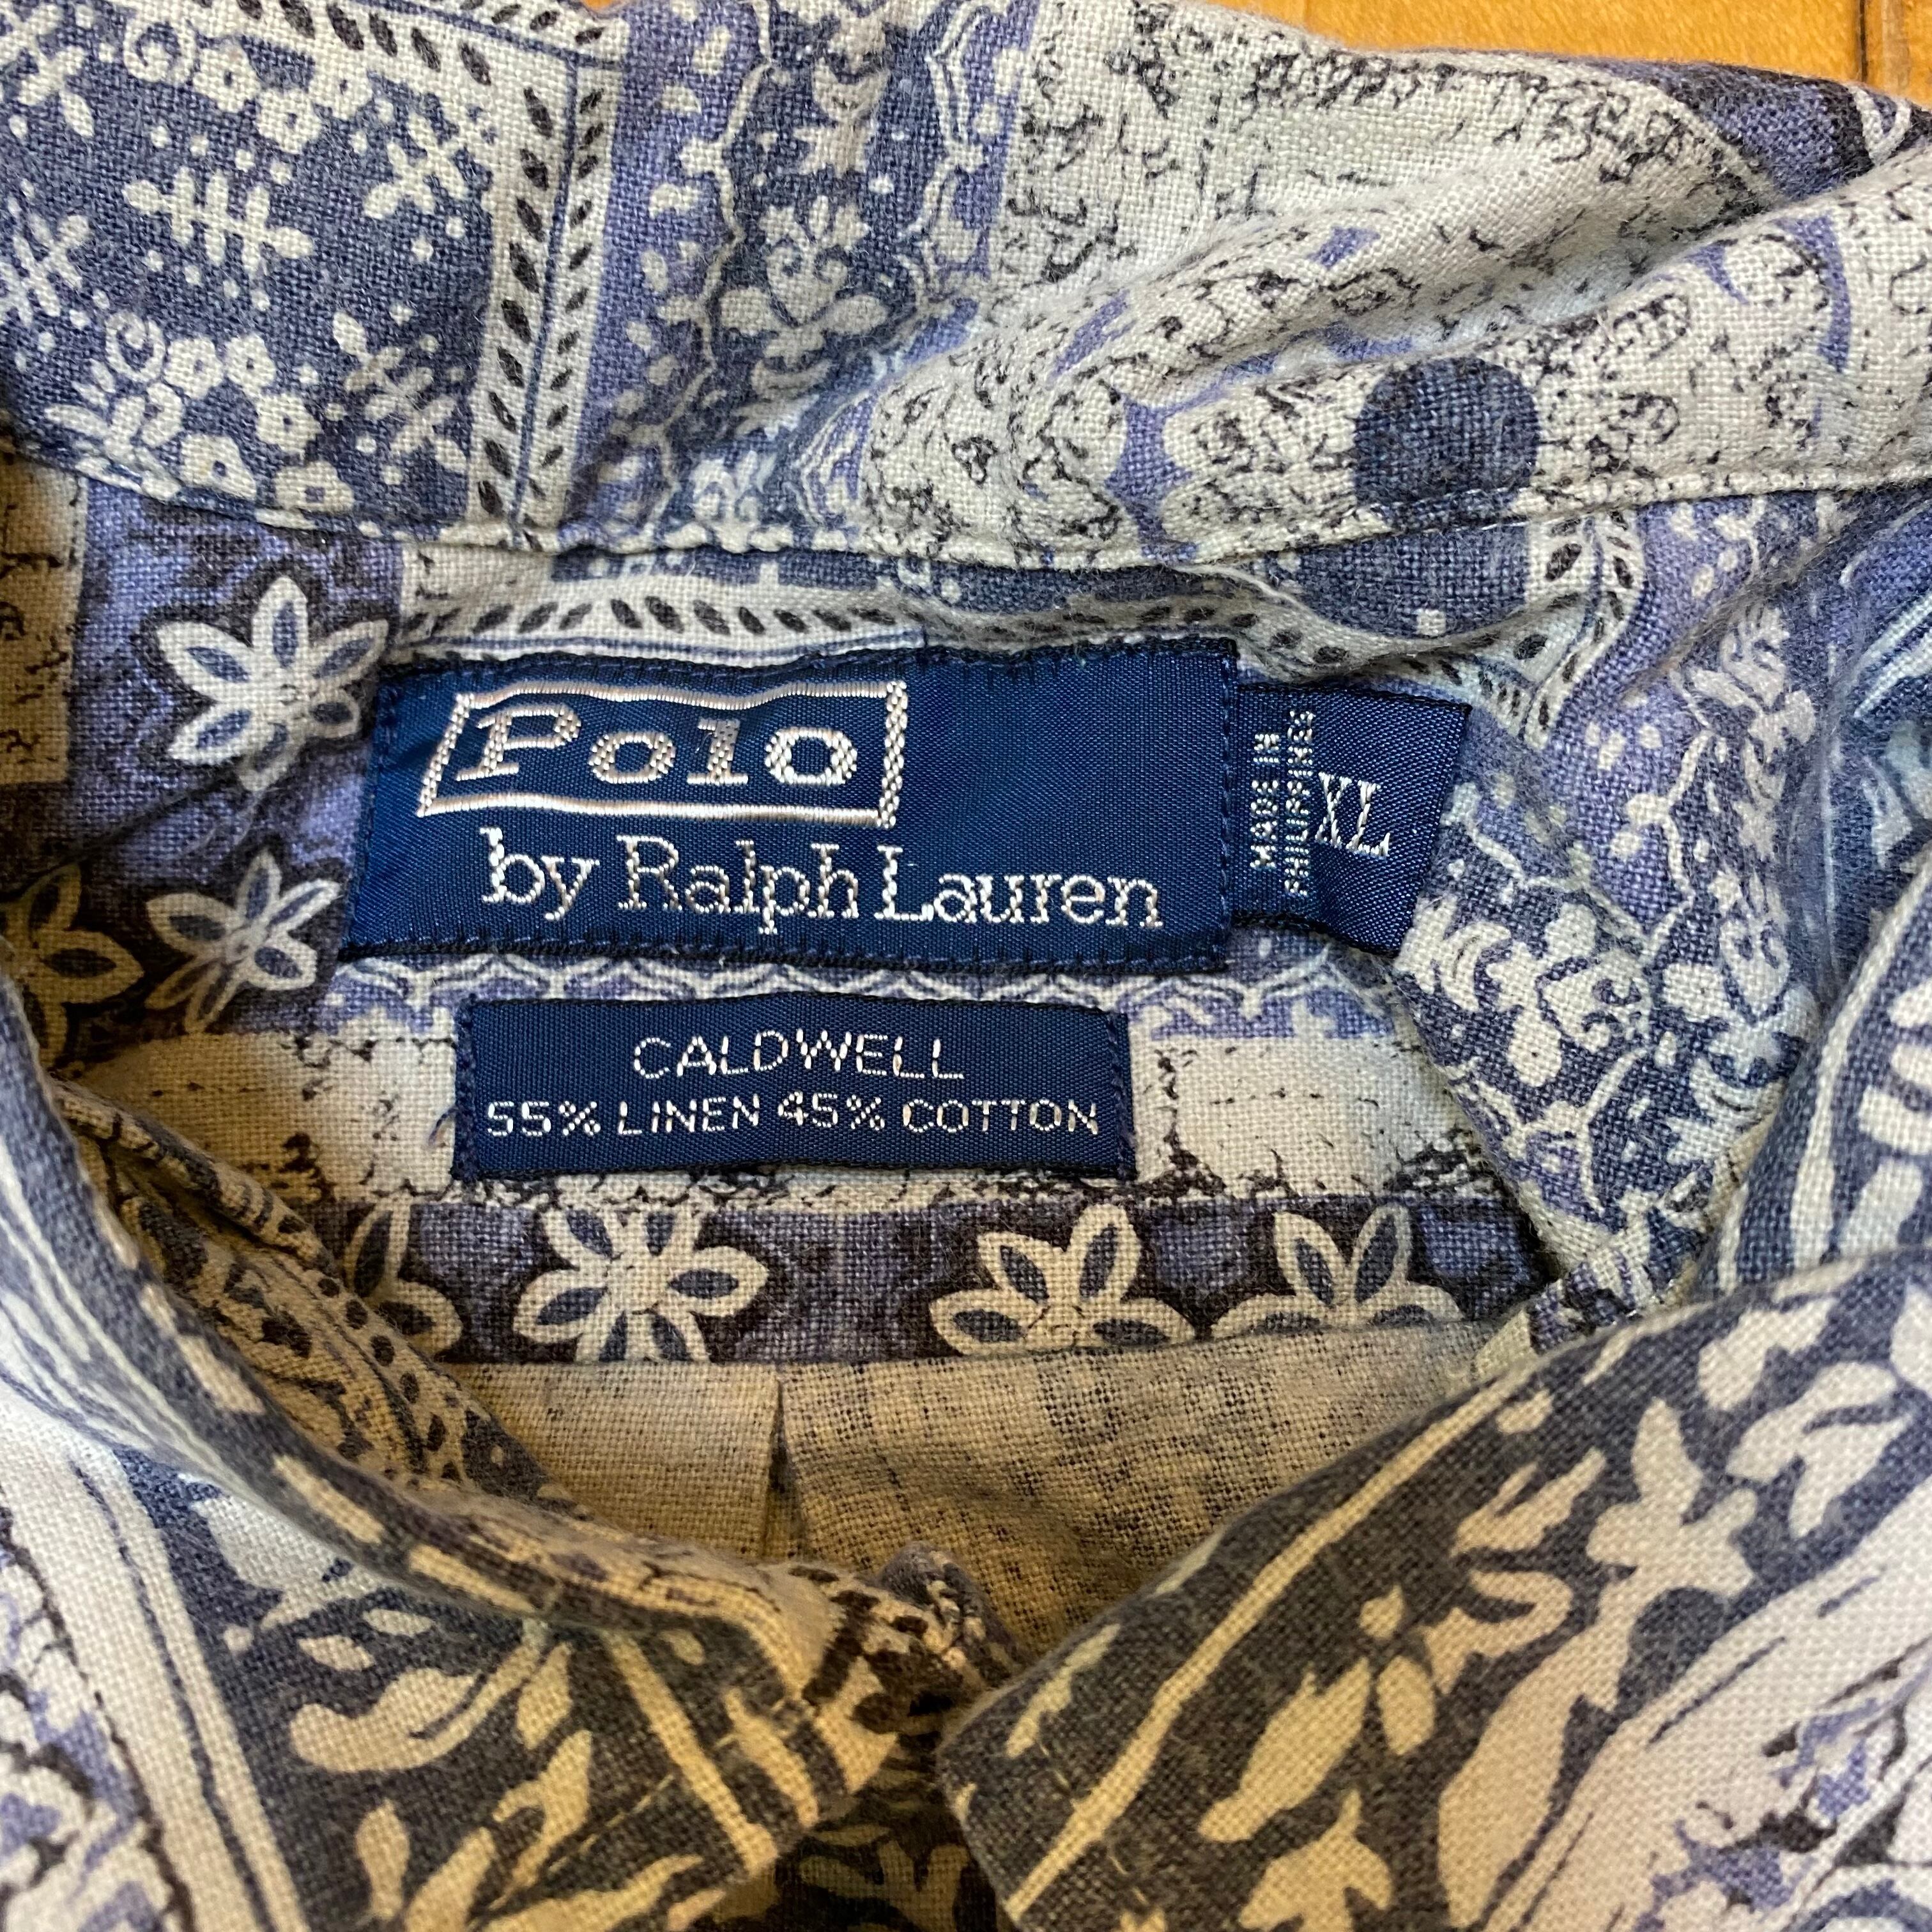 Polo
by Ralph Lauren
MADE IN
PHILIPPINES
XL
CALDWELL
55% LINEN 45% COTTON